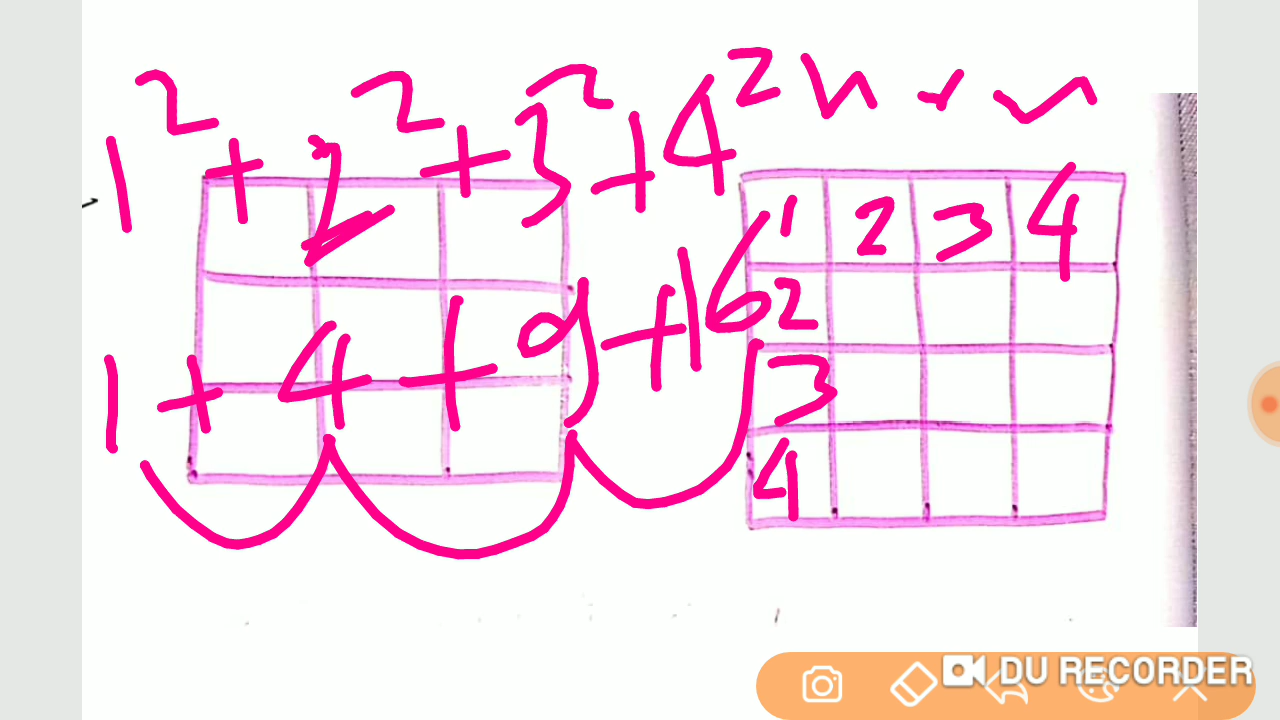 1² + 2² + 3² + 4² n × n
1 2 3 4
2
1 + 4 + 9 + 16
3
4
DU RECORDER